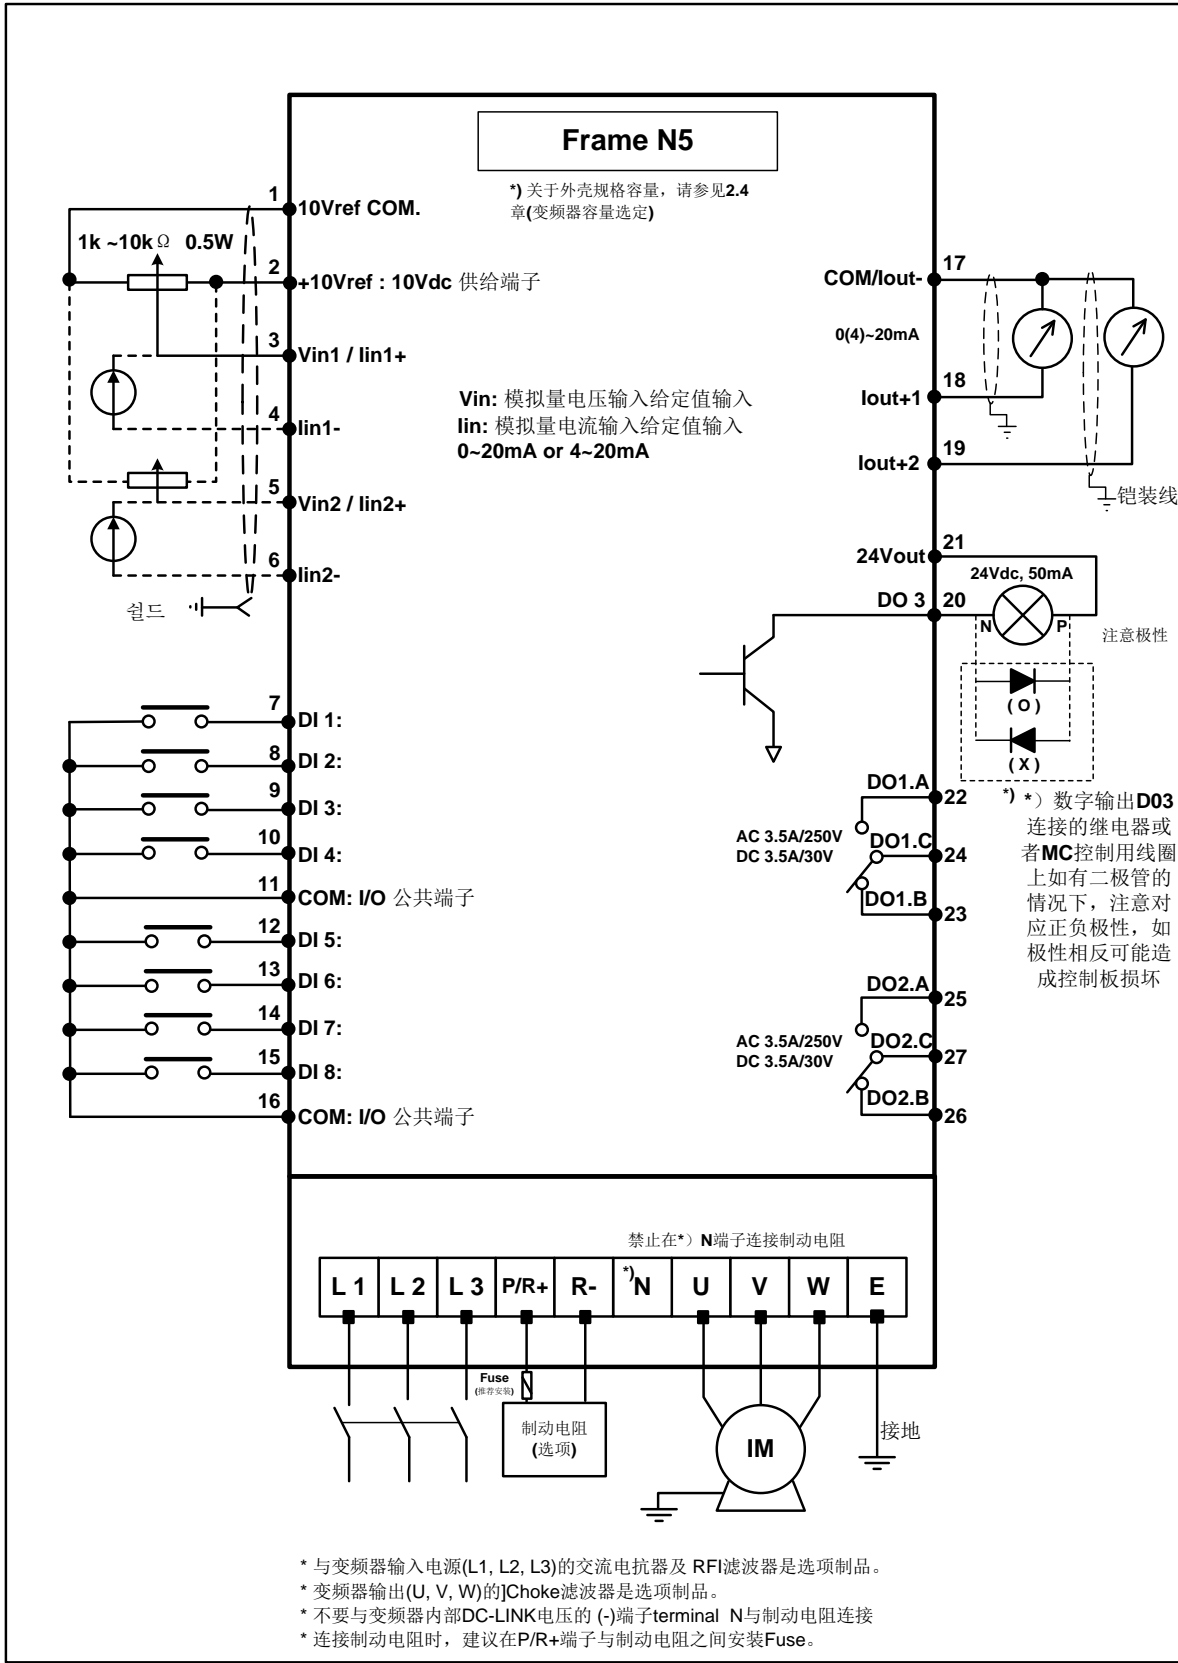 Frame N5
*) 关于外壳规格容量，请参见2.4
章(变频器容量选定)
1
10Vref COM.
1k ~10kΩ 0.5W
2
+10Vref : 10Vdc 供给端子
3
Vin1 / Iin1+
4
Iin1-
5
Vin2 / Iin2+
6
Iin2-
쉴드
Vin: 模拟量电压输入给定值输入
Iin: 模拟量电流输入给定值输入
0~20mA or 4~20mA
COM/Iout-
17
0(4)~20mA
Iout+1
18
Iout+2
19
铠装线
24Vout
21
24Vdc, 50mA
DO 3
20
N
P
注意极性
( O )
( X )
7
DI 1:
8
DI 2:
9
DI 3:
10
DI 4:
11
COM: I/O 公共端子
12
DI 5:
13
DI 6:
14
DI 7:
15
DI 8:
16
COM: I/O 公共端子
DO1.A
22
AC 3.5A/250V
DC 3.5A/30V
DO1.C
24
DO1.B
23
*) *）数字输出D03
连接的继电器或
者MC控制用线圈
上如有二极管的
情况下，注意对
应正负极性，如
极性相反可能造
成控制板损坏
DO2.A
25
AC 3.5A/250V
DC 3.5A/30V
DO2.C
27
DO2.B
26
禁止在*）N端子连接制动电阻
L 1
L 2
L 3
P/R+
R-
*)N
U
V
W
E
Fuse
(推荐安装)
制动电阻
(选项)
IM
接地
* 与变频器输入电源(L1, L2, L3)的交流电抗器及 RFI滤波器是选项制品。
* 变频器输出(U, V, W)的]Choke滤波器是选项制品。
* 不要与变频器内部DC-LINK电压的 (-)端子terminal N与制动电阻连接
* 连接制动电阻时，建议在P/R+端子与制动电阻之间安装Fuse。